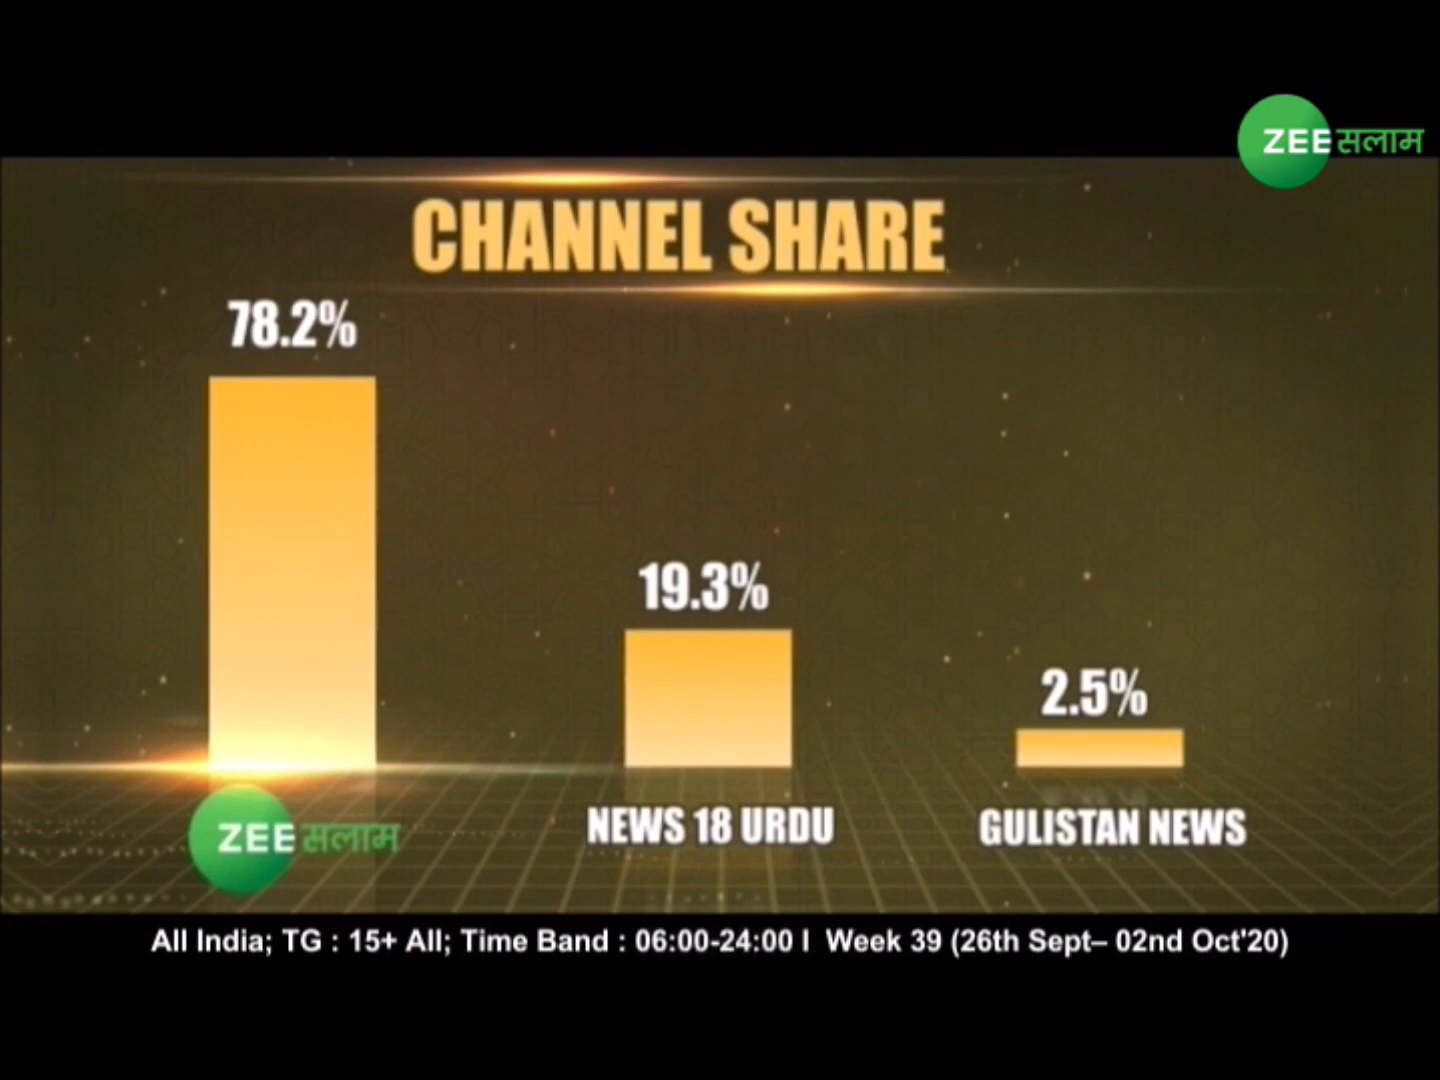 ZEE सलाम
CHANNEL SHARE
78.2%
19.3%
2.5%
ZEE सलाम
NEWS 18 URDU
GULISTAN NEWS
All India; TG : 15+ All; Time Band : 06:00-24:00 I Week 39 (26th Sept– 02nd Oct'20)